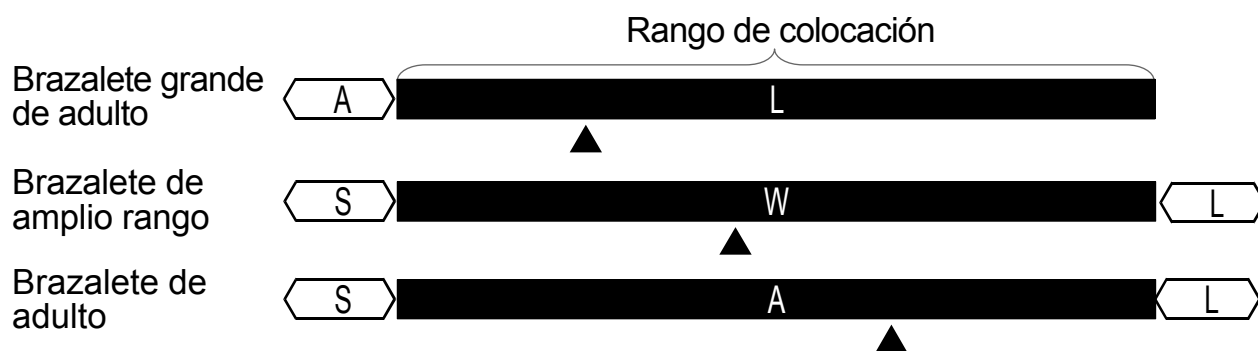 Rango de colocación
Brazalete grande
de adulto
A
L
Brazalete de
amplio rango
S
W
L
Brazalete de
adulto
S
A
L